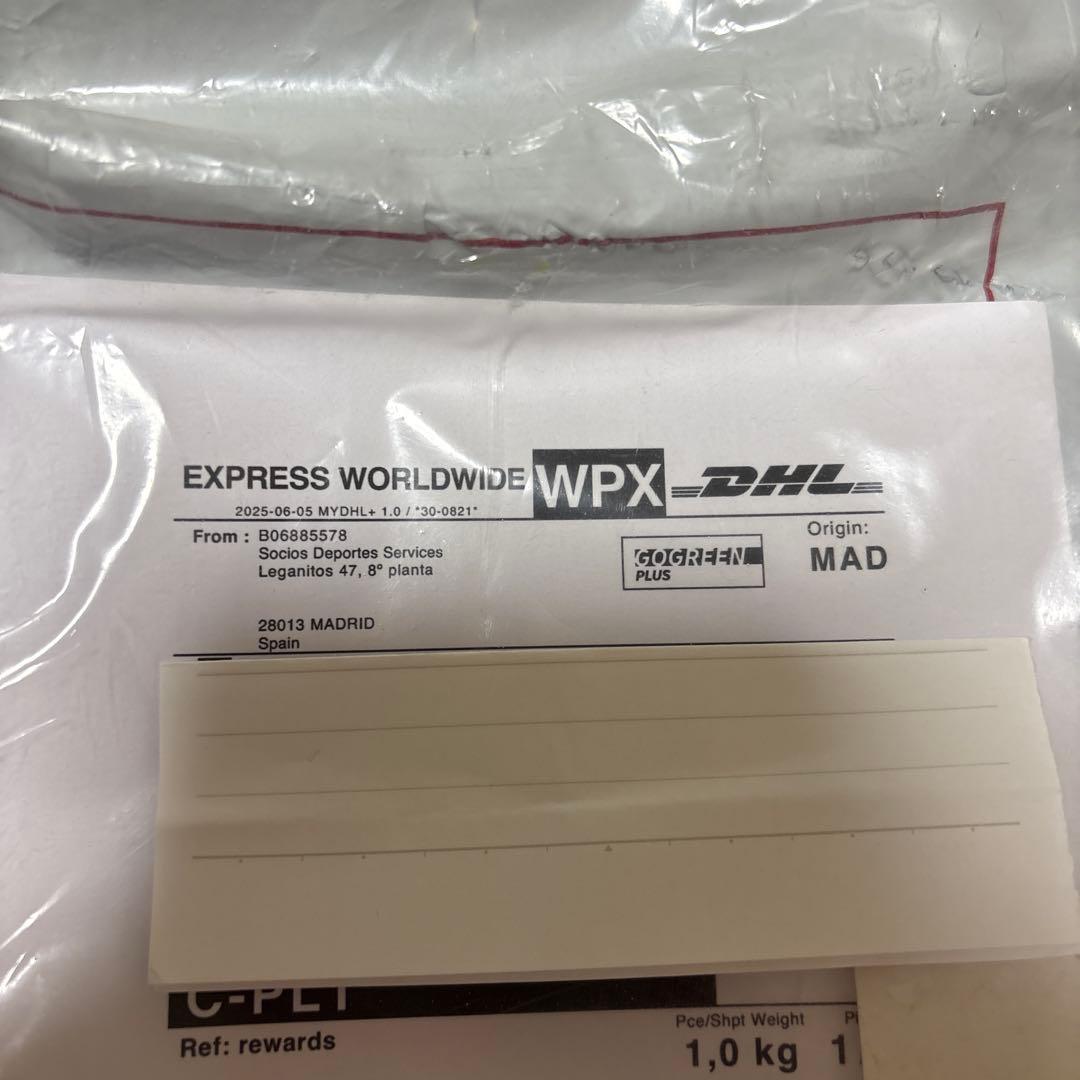 EXPRESS WORLDWIDE WPX DHL
2025-06-05 MYDHL+ 1.0 / *30-0821*
From : B06885578
Socios Deportes Services
Leganitos 47, 8º planta
28013 MADRID
Spain
GOGREEN
PLUS
Origin:
MAD
C-PLT
Ref: rewards
Pce/Shpt Weight
1,0 kg